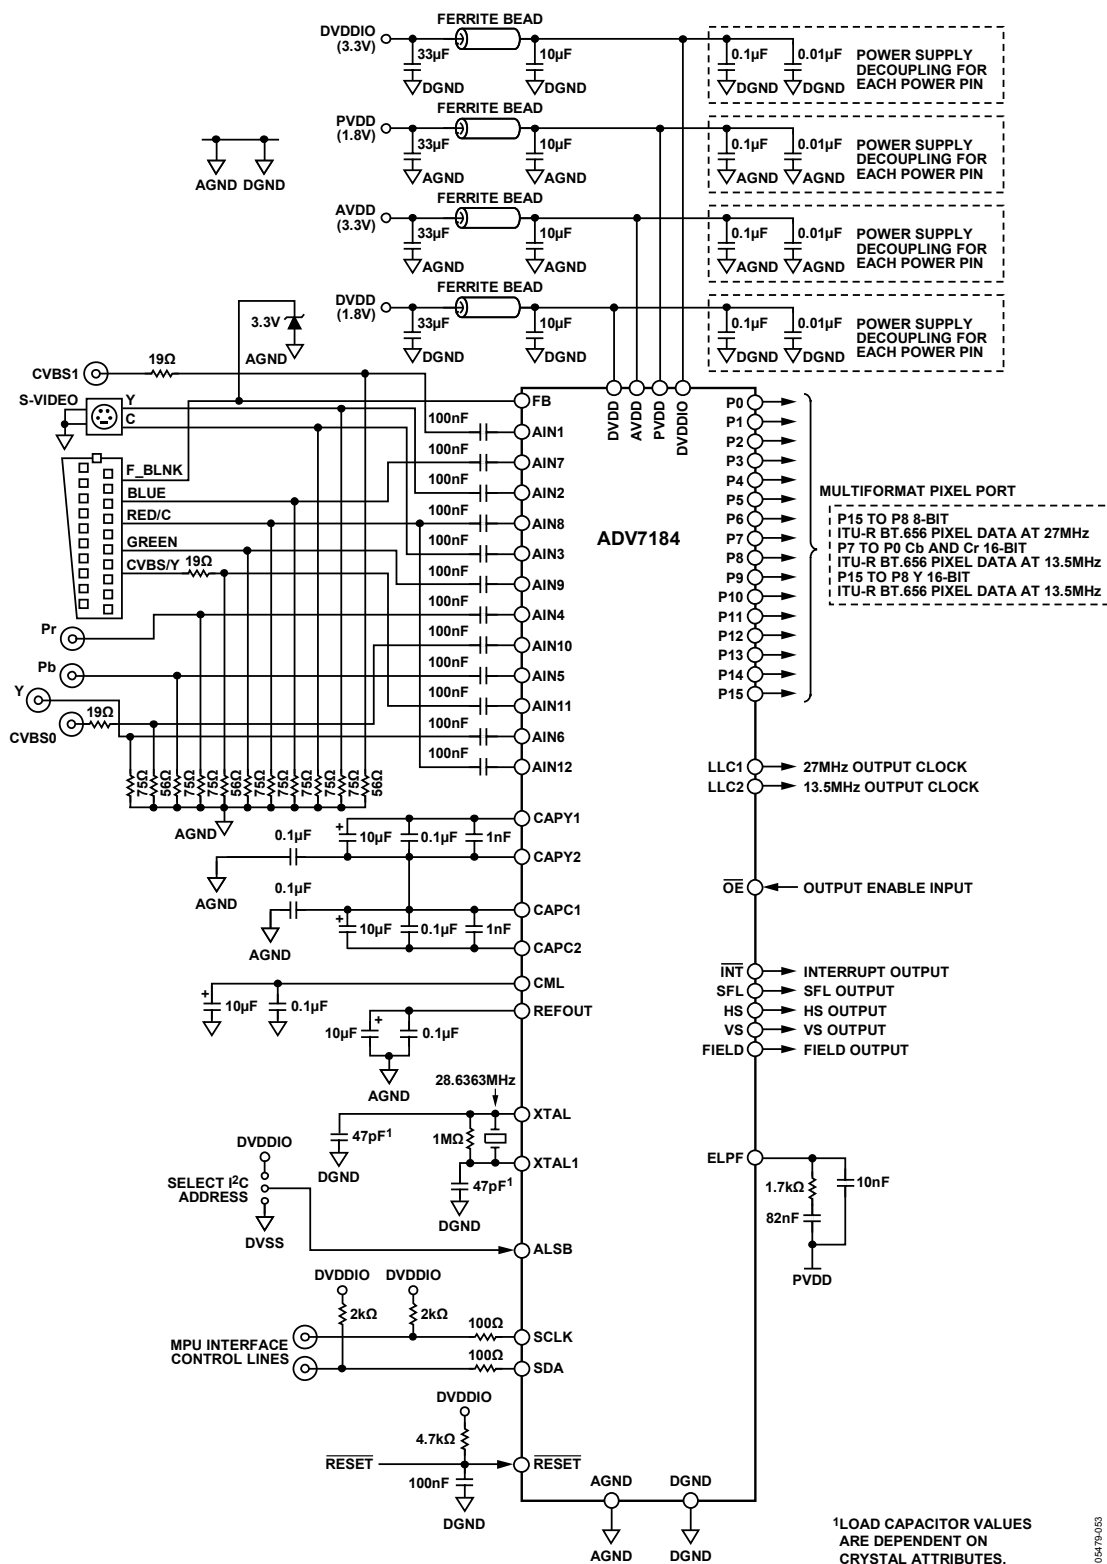 FERRITE BEAD
DVDDIO
(3.3V)
33µF
10µF
0.1µF
0.01µF
POWER SUPPLY
DECOUPLING FOR
EACH POWER PIN
DGND
DGND
DGND
DGND
FERRITE BEAD
PVDD
(1.8V)
33µF
10µF
0.1µF
0.01µF
POWER SUPPLY
DECOUPLING FOR
EACH POWER PIN
AGND
AGND
AGND
AGND
AGND
DGND
FERRITE BEAD
AVDD
(3.3V)
33µF
10µF
0.1µF
0.01µF
POWER SUPPLY
DECOUPLING FOR
EACH POWER PIN
AGND
AGND
AGND
AGND
FERRITE BEAD
DVDD
(1.8V)
33µF
10µF
0.1µF
0.01µF
POWER SUPPLY
DECOUPLING FOR
EACH POWER PIN
DGND
DGND
DGND
DGND
3.3V
AGND
CVBS1
19Ω
S-VIDEO
Y
C
F_BLNK
BLUE
RED/C
GREEN
CVBS/Y
19Ω
Pr
Pb
Y
CVBS0
19Ω
75Ω
56Ω
75Ω
75Ω
56Ω
75Ω
75Ω
75Ω
75Ω
75Ω
56Ω
AGND
100nF
100nF
100nF
100nF
100nF
100nF
100nF
100nF
100nF
100nF
100nF
100nF
FB
AIN1
AIN7
AIN2
AIN8
AIN3
AIN9
AIN4
AIN10
AIN5
AIN11
AIN6
AIN12
DVDD
AVDD
PVDD
DVDDIO
ADV7184
P0
P1
P2
P3
P4
P5
P6
P7
P8
P9
P10
P11
P12
P13
P14
P15
MULTIFORMAT PIXEL PORT
P15 TO P8 8-BIT
ITU-R BT.656 PIXEL DATA AT 27MHz
P7 TO P0 Cb AND Cr 16-BIT
ITU-R BT.656 PIXEL DATA AT 13.5MHz
P15 TO P8 Y 16-BIT
ITU-R BT.656 PIXEL DATA AT 13.5MHz
LLC1
27MHz OUTPUT CLOCK
LLC2
13.5MHz OUTPUT CLOCK
0.1µF
+
10µF
0.1µF
1nF
CAPY1
CAPY2
AGND
0.1µF
+
10µF
0.1µF
1nF
CAPC1
CAPC2
AGND
OE
OUTPUT ENABLE INPUT
+
10µF
0.1µF
CML
10µF
+
0.1µF
REFOUT
AGND
INT
INTERRUPT OUTPUT
SFL
SFL OUTPUT
HS
HS OUTPUT
VS
VS OUTPUT
FIELD
FIELD OUTPUT
28.6363MHz
XTAL
47pF¹
1MΩ
XTAL1
DGND
47pF¹
DGND
DVDDIO
SELECT I²C
ADDRESS
DVSS
ALSB
ELPF
1.7kΩ
10nF
82nF
PVDD
DVDDIO
DVDDIO
2kΩ
2kΩ
MPU INTERFACE
CONTROL LINES
100Ω
SCLK
100Ω
SDA
DVDDIO
4.7kΩ
RESET
RESET
100nF
DGND
AGND
DGND
AGND
DGND
¹LOAD CAPACITOR VALUES
ARE DEPENDENT ON
CRYSTAL ATTRIBUTES.
05479-053